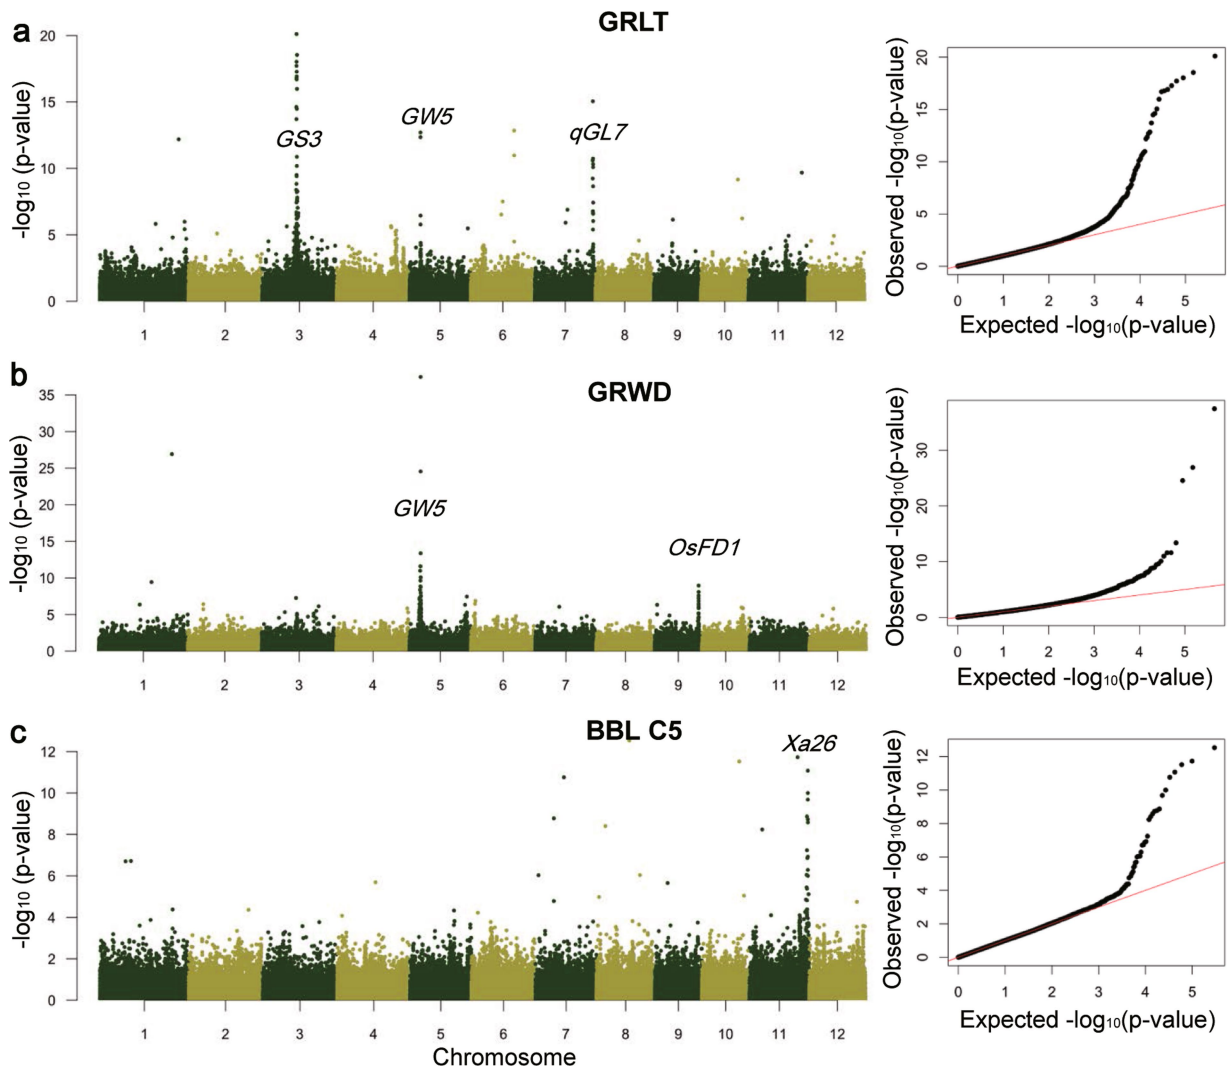 a
GRLT
-log10 (p-value)
20
15
10
5
0
GS3
GW5
qGL7
1 2 3 4 5 6 7 8 9 10 11 12
Observed -log10(p-value)
20
15
10
5
0
0 1 2 3 4 5
Expected -log10(p-value)
b
GRWD
-log10 (p-value)
35
30
25
20
15
10
5
0
GW5
OsFD1
1 2 3 4 5 6 7 8 9 10 11 12
Observed -log10(p-value)
30
20
10
0
0 1 2 3 4 5
Expected -log10(p-value)
c
BBL C5
-log10 (p-value)
12
10
8
6
4
2
0
Xa26
1 2 3 4 5 6 7 8 9 10 11 12
Chromosome
Observed -log10(p-value)
12
10
8
6
4
2
0
0 1 2 3 4 5
Expected -log10(p-value)